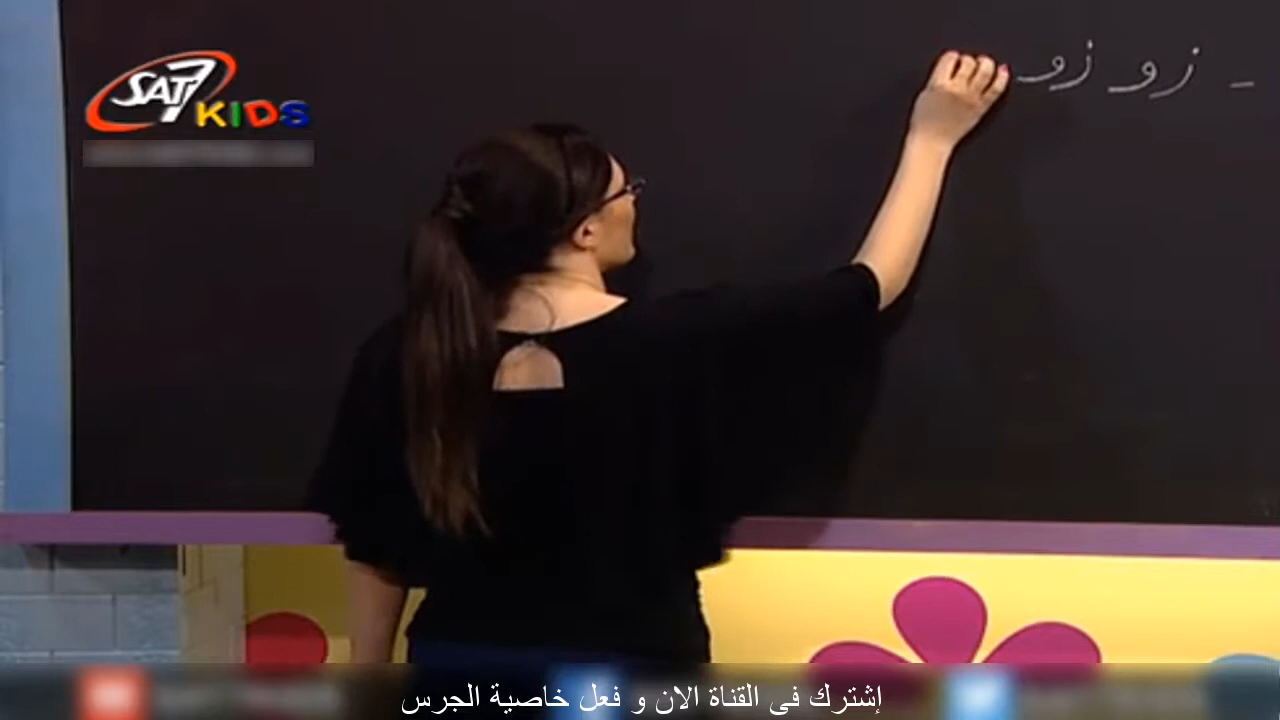 - زو زو
SAT7
KIDS
إشترك فى القناة الان و فعل خاصية الجرس